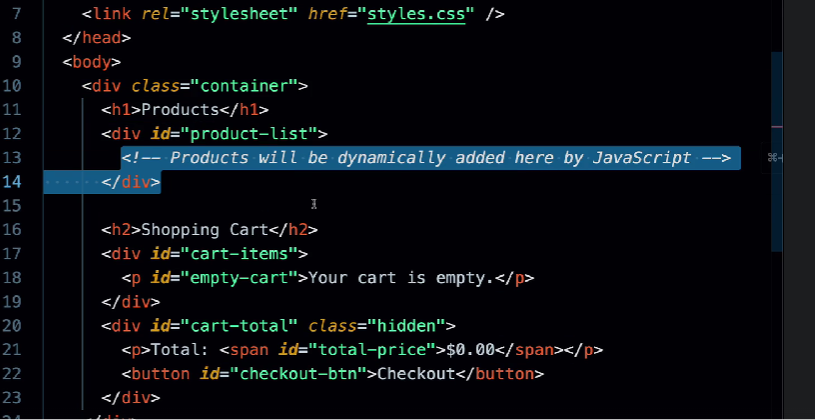 7 <link rel="stylesheet" href="styles.css" />
8 </head>
9 <body>
10 <div class="container">
11 <h1>Products</h1>
12 <div id="product-list">
13 <!-- Products will be dynamically added here by JavaScript -->
14 </div>
15
16 <h2>Shopping Cart</h2>
17 <div id="cart-items">
18 <p id="empty-cart">Your cart is empty.</p>
19 </div>
20 <div id="cart-total" class="hidden">
21 <p>Total: <span id="total-price">$0.00</span></p>
22 <button id="checkout-btn">Checkout</button>
23 </div>